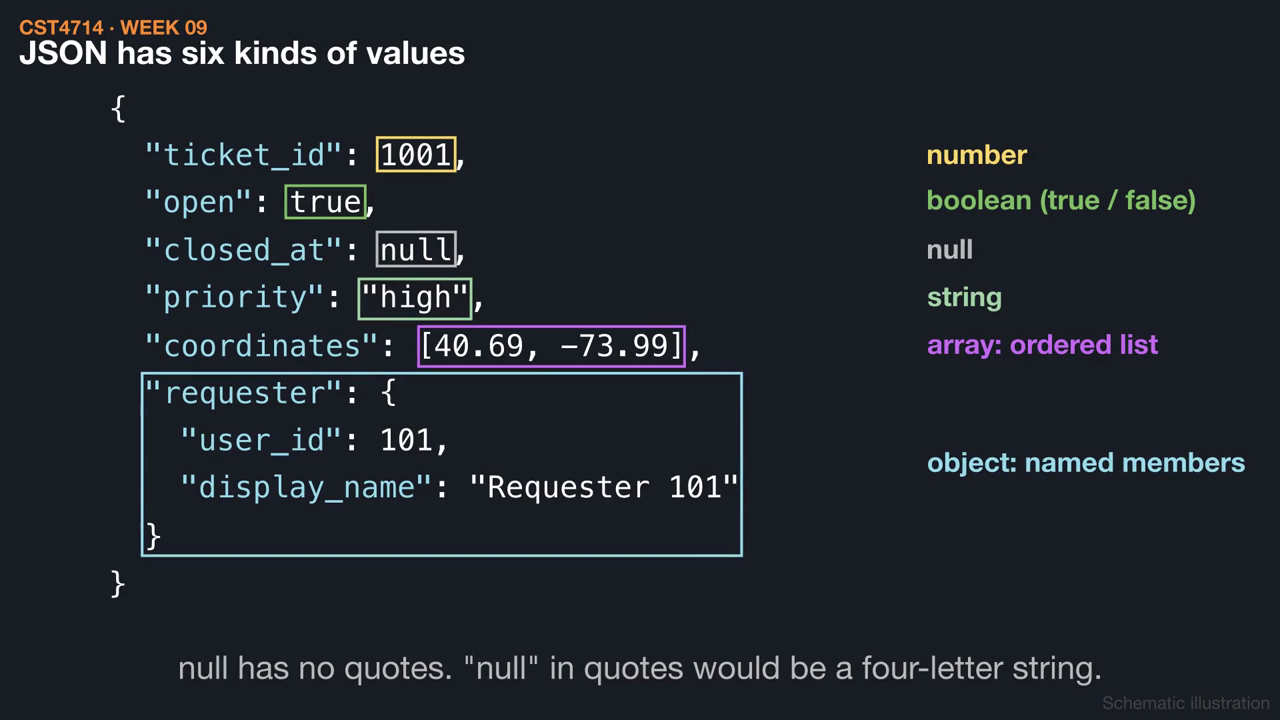 CST4714 · WEEK 09
JSON has six kinds of values
{
"ticket_id": 1001, number
"open": true, boolean (true / false)
"closed_at": null, null
"priority": "high", string
"coordinates": [40.69, -73.99], array: ordered list
"requester": {
"user_id": 101,
object: named members
"display_name": "Requester 101"
}
}
null has no quotes. "null" in quotes would be a four-letter string.
Schematic illustration